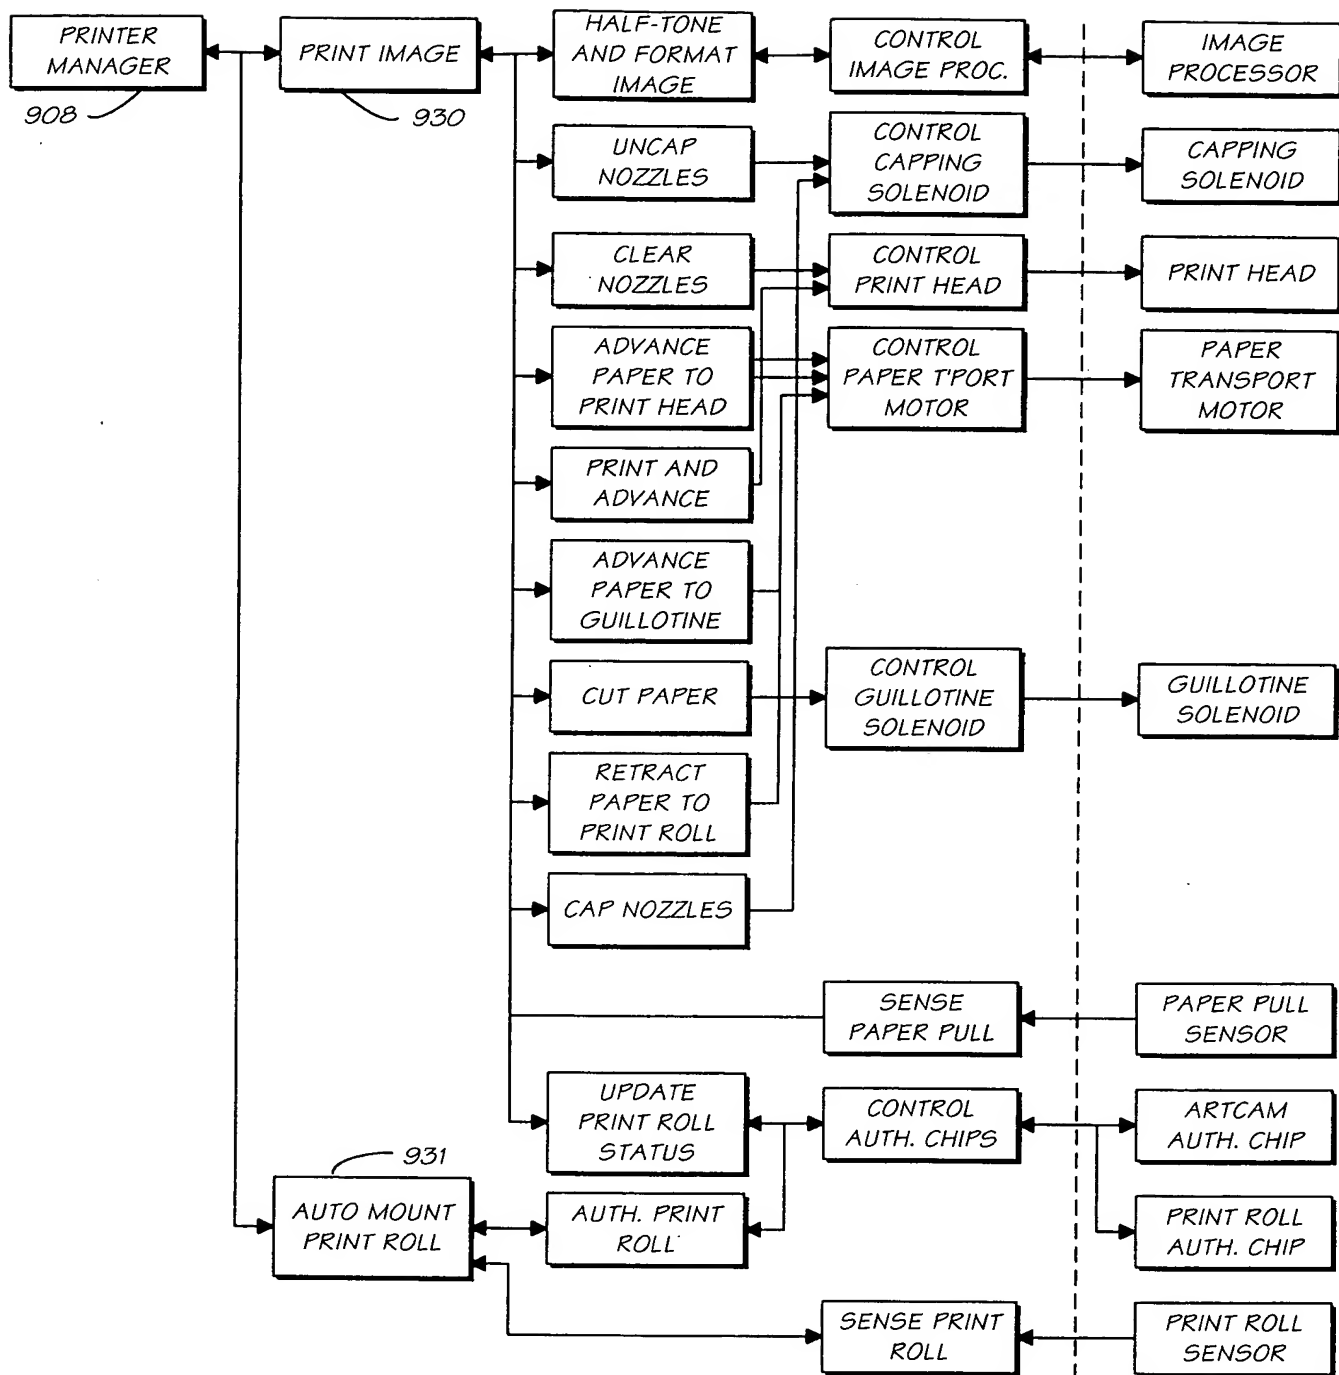 PRINTER
MANAGER
908
PRINT IMAGE
930
HALF-TONE
AND FORMAT
IMAGE
CONTROL
IMAGE PROC.
IMAGE
PROCESSOR
UNCAP
NOZZLES
CONTROL
CAPPING
SOLENOID
CAPPING
SOLENOID
CLEAR
NOZZLES
CONTROL
PRINT HEAD
PRINT HEAD
ADVANCE
PAPER TO
PRINT HEAD
CONTROL
PAPER T'PORT
MOTOR
PAPER
TRANSPORT
MOTOR
PRINT AND
ADVANCE
ADVANCE
PAPER TO
GUILLOTINE
CUT PAPER
CONTROL
GUILLOTINE
SOLENOID
GUILLOTINE
SOLENOID
RETRACT
PAPER TO
PRINT ROLL
CAP NOZZLES
SENSE
PAPER PULL
PAPER PULL
SENSOR
UPDATE
PRINT ROLL
STATUS
CONTROL
AUTH. CHIPS
ARTCAM
AUTH. CHIP
931
AUTO MOUNT
PRINT ROLL
AUTH. PRINT
ROLL
PRINT ROLL
AUTH. CHIP
SENSE PRINT
ROLL
PRINT ROLL
SENSOR